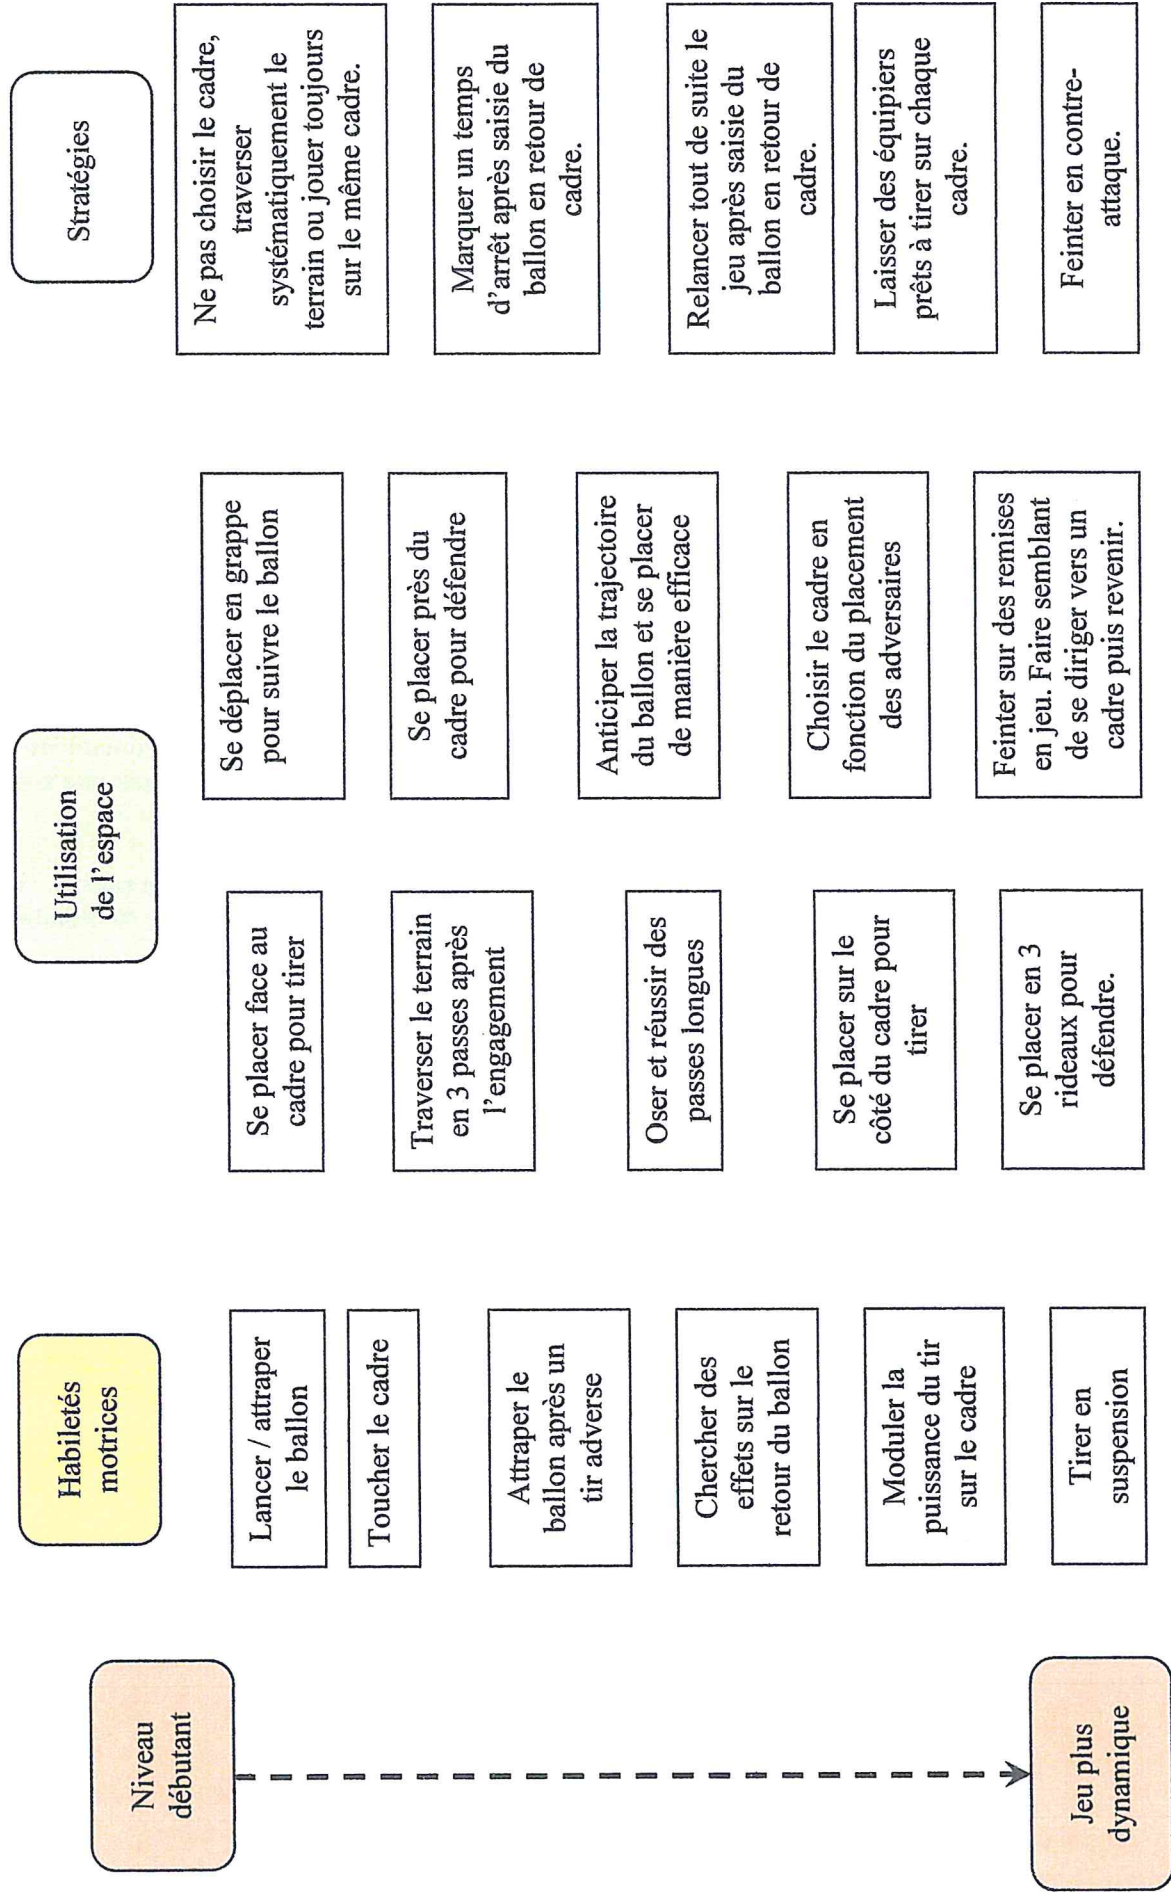 Niveau
débutant
Jeu plus
dynamique
Habiletés
motrices
Lancer / attraper
le ballon
Toucher le cadre
Attraper le
ballon après un
tir adverse
Chercher des
effets sur le
retour du ballon
Moduler la
puissance du tir
sur le cadre
Tirer en
suspension
Utilisation
de l'espace
Se placer face au
cadre pour tirer
Traverser le terrain
en 3 passes après
l'engagement
Oser et réussir des
passes longues
Se placer sur le
côté du cadre pour
tirer
Se placer en 3
rideaux pour
défendre.
Se déplacer en grappe
pour suivre le ballon
Se placer près du
cadre pour défendre
Anticiper la trajectoire
du ballon et se placer
de manière efficace
Choisir le cadre en
fonction du placement
des adversaires
Feinter sur des remises
en jeu. Faire semblant
de se diriger vers un
cadre puis revenir.
Stratégies
Ne pas choisir le cadre,
traverser
systématiquement le
terrain ou jouer toujours
sur le même cadre.
Marquer un temps
d'arrêt après saisie du
ballon en retour de
cadre.
Relancer tout de suite le
jeu après saisie du
ballon en retour de
cadre.
Laisser des équipiers
prêts à tirer sur chaque
cadre.
Feinter en contre-
attaque.